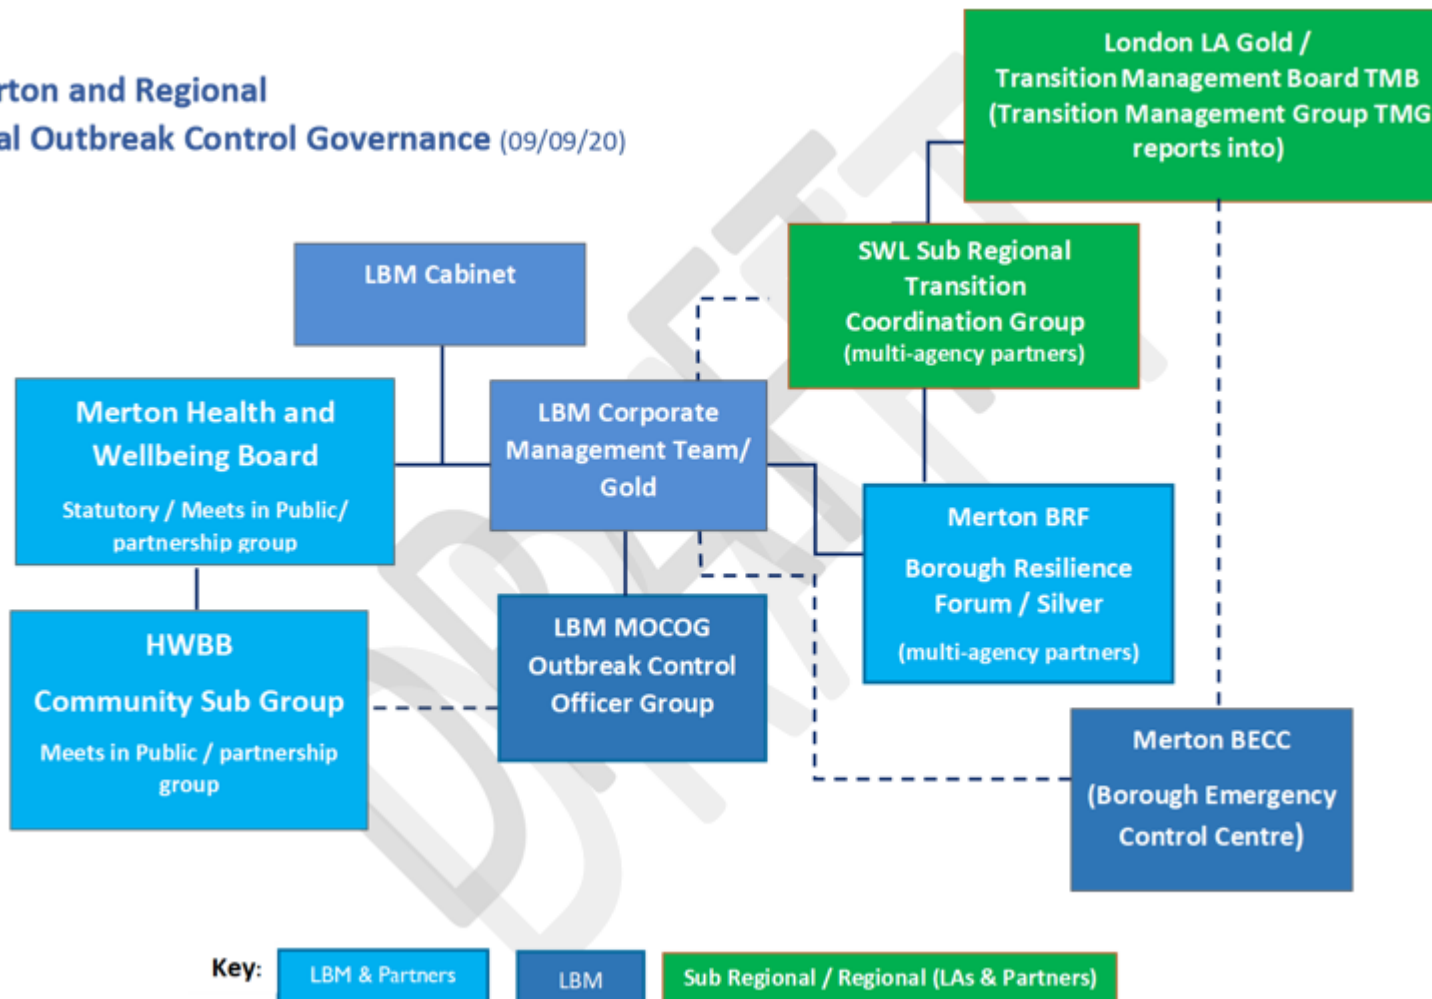 rton and Regional
al Outbreak Control Governance (09/09/20)
London LA Gold /
Transition Management Board TMB
(Transition Management Group TMG
reports into)
LBM Cabinet
SWL Sub Regional
Transition
Coordination Group
(multi-agency partners)
Merton Health and
Wellbeing Board
Statutory / Meets in Public/
partnership group
LBM Corporate
Management Team/
Gold
Merton BRF
Borough Resilience
Forum / Silver
(multi-agency partners)
HWBB
Community Sub Group
Meets in Public / partnership
group
LBM MOCOG
Outbreak Control
Officer Group
Merton BECC
(Borough Emergency
Control Centre)
DRAFT
Key:
LBM & Partners
LBM
Sub Regional / Regional (LAs & Partners)